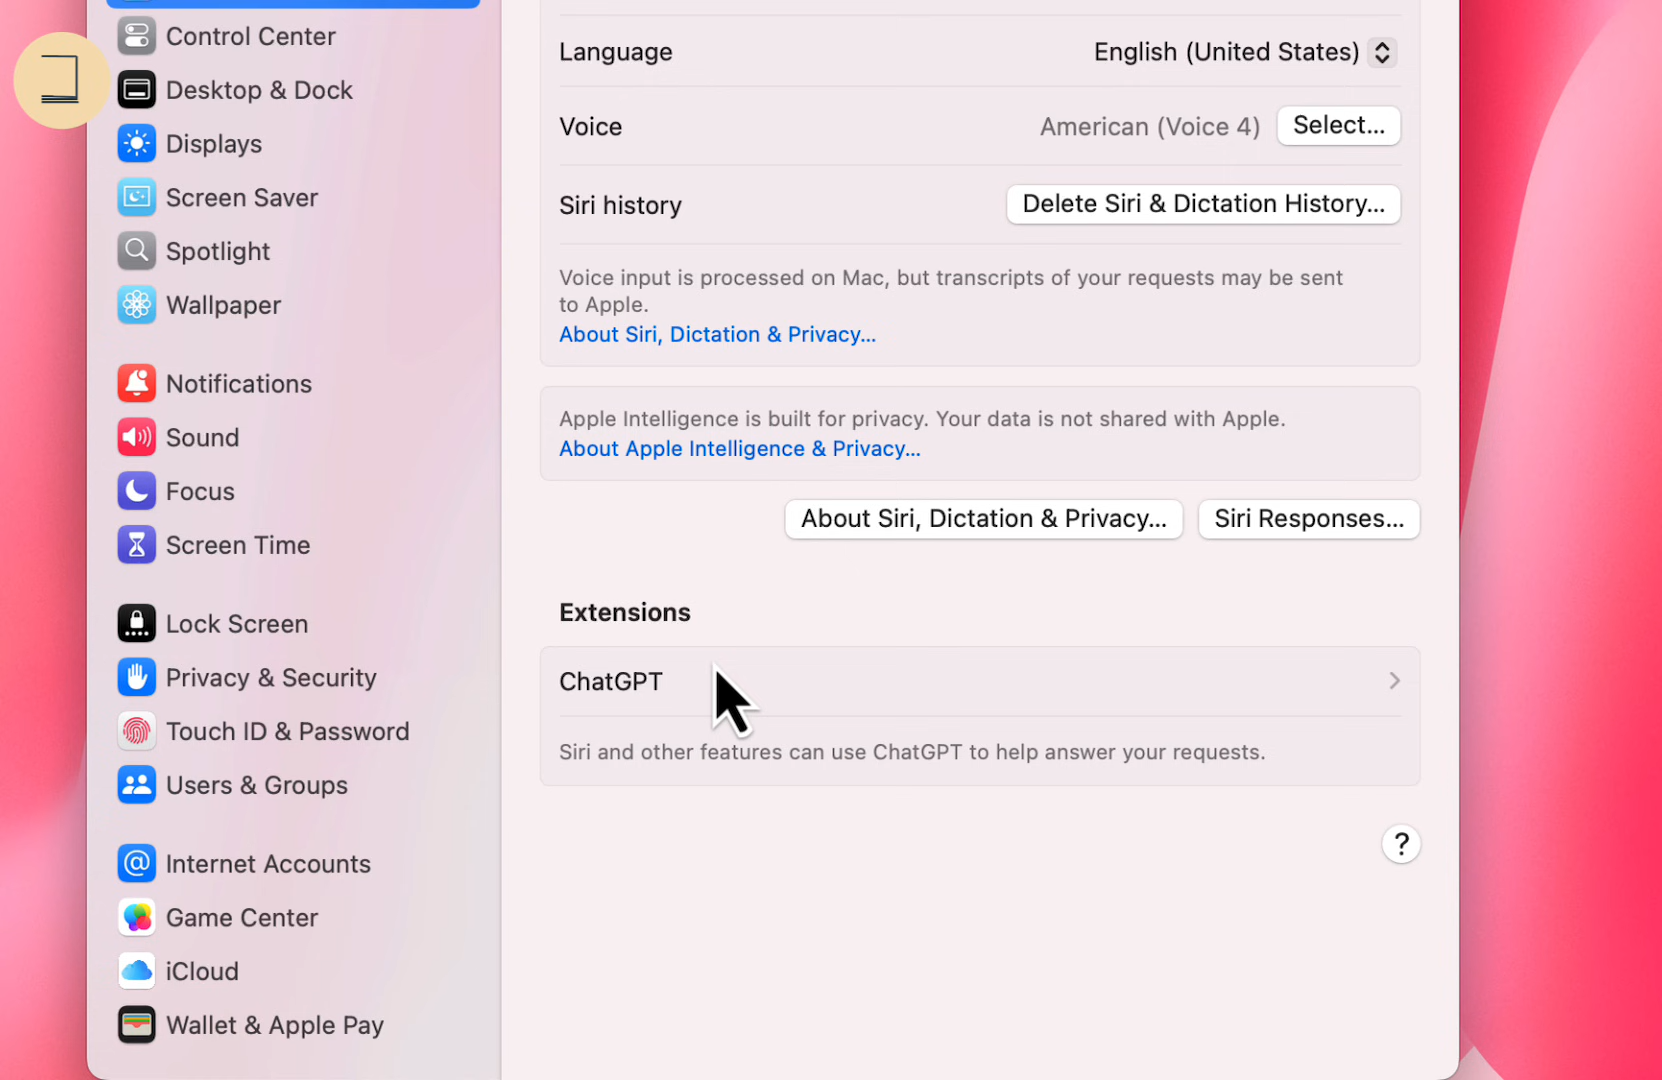 Control Center
Desktop & Dock
Displays
Screen Saver
Spotlight
Wallpaper
Notifications
Sound
Focus
Screen Time
Lock Screen
Privacy & Security
Touch ID & Password
Users & Groups
Internet Accounts
Game Center
iCloud
Wallet & Apple Pay
Language
English (United States)
Voice
American (Voice 4)
Select...
Siri history
Delete Siri & Dictation History...
Voice input is processed on Mac, but transcripts of your requests may be sent
to Apple.
About Siri, Dictation & Privacy...
Apple Intelligence is built for privacy. Your data is not shared with Apple.
About Apple Intelligence & Privacy...
About Siri, Dictation & Privacy...
Siri Responses...
Extensions
ChatGPT
Siri and other features can use ChatGPT to help answer your requests.
?